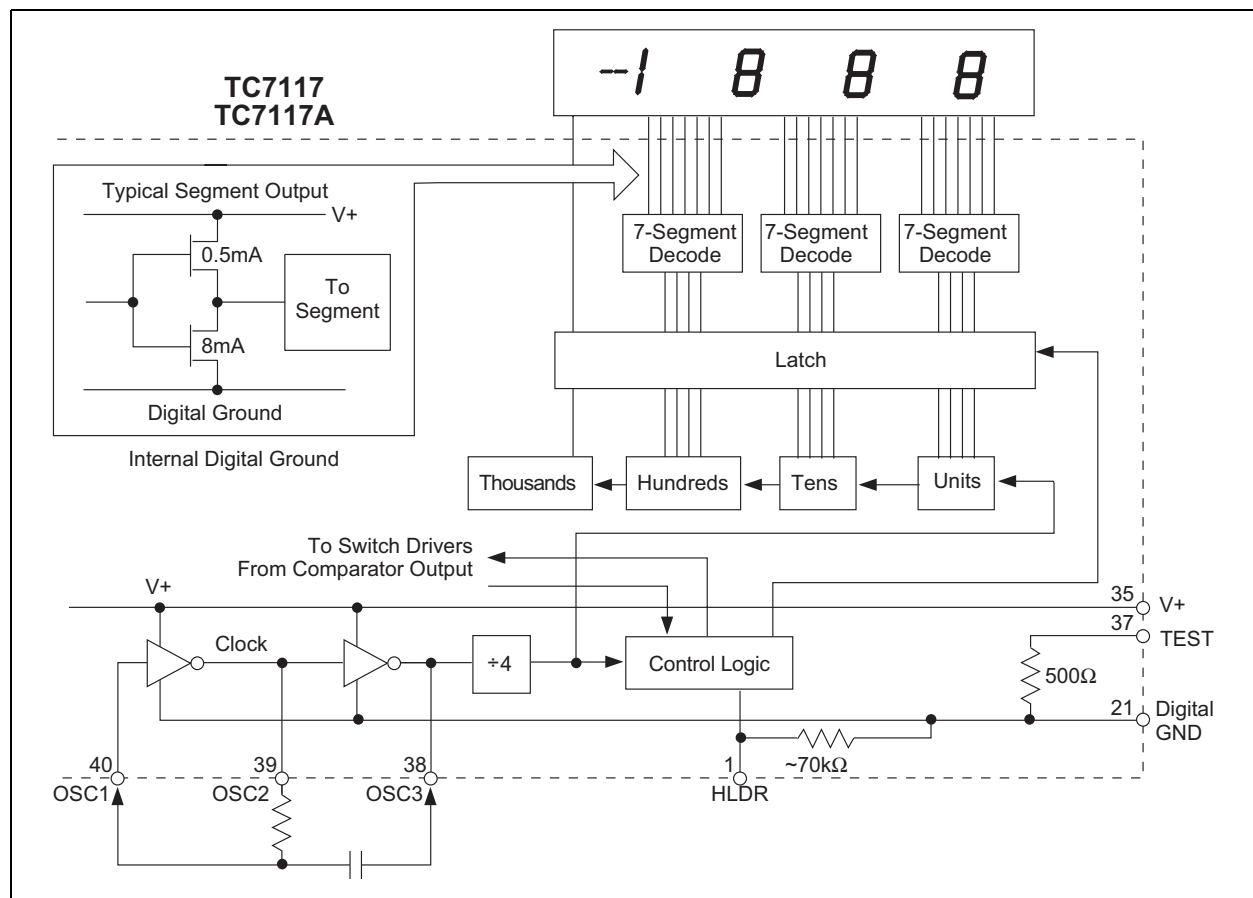 TC7117
TC7117A
–1 8 8 8
Typical Segment Output
V+
0.5mA
To
Segment
8mA
Digital Ground
Internal Digital Ground
7-Segment
Decode
7-Segment
Decode
7-Segment
Decode
Latch
Thousands
Hundreds
Tens
Units
To Switch Drivers
From Comparator Output
V+
Clock
÷4
Control Logic
35
V+
37
TEST
500Ω
21
Digital
GND
~70kΩ
40
OSC1
39
OSC2
38
OSC3
1
HLDR